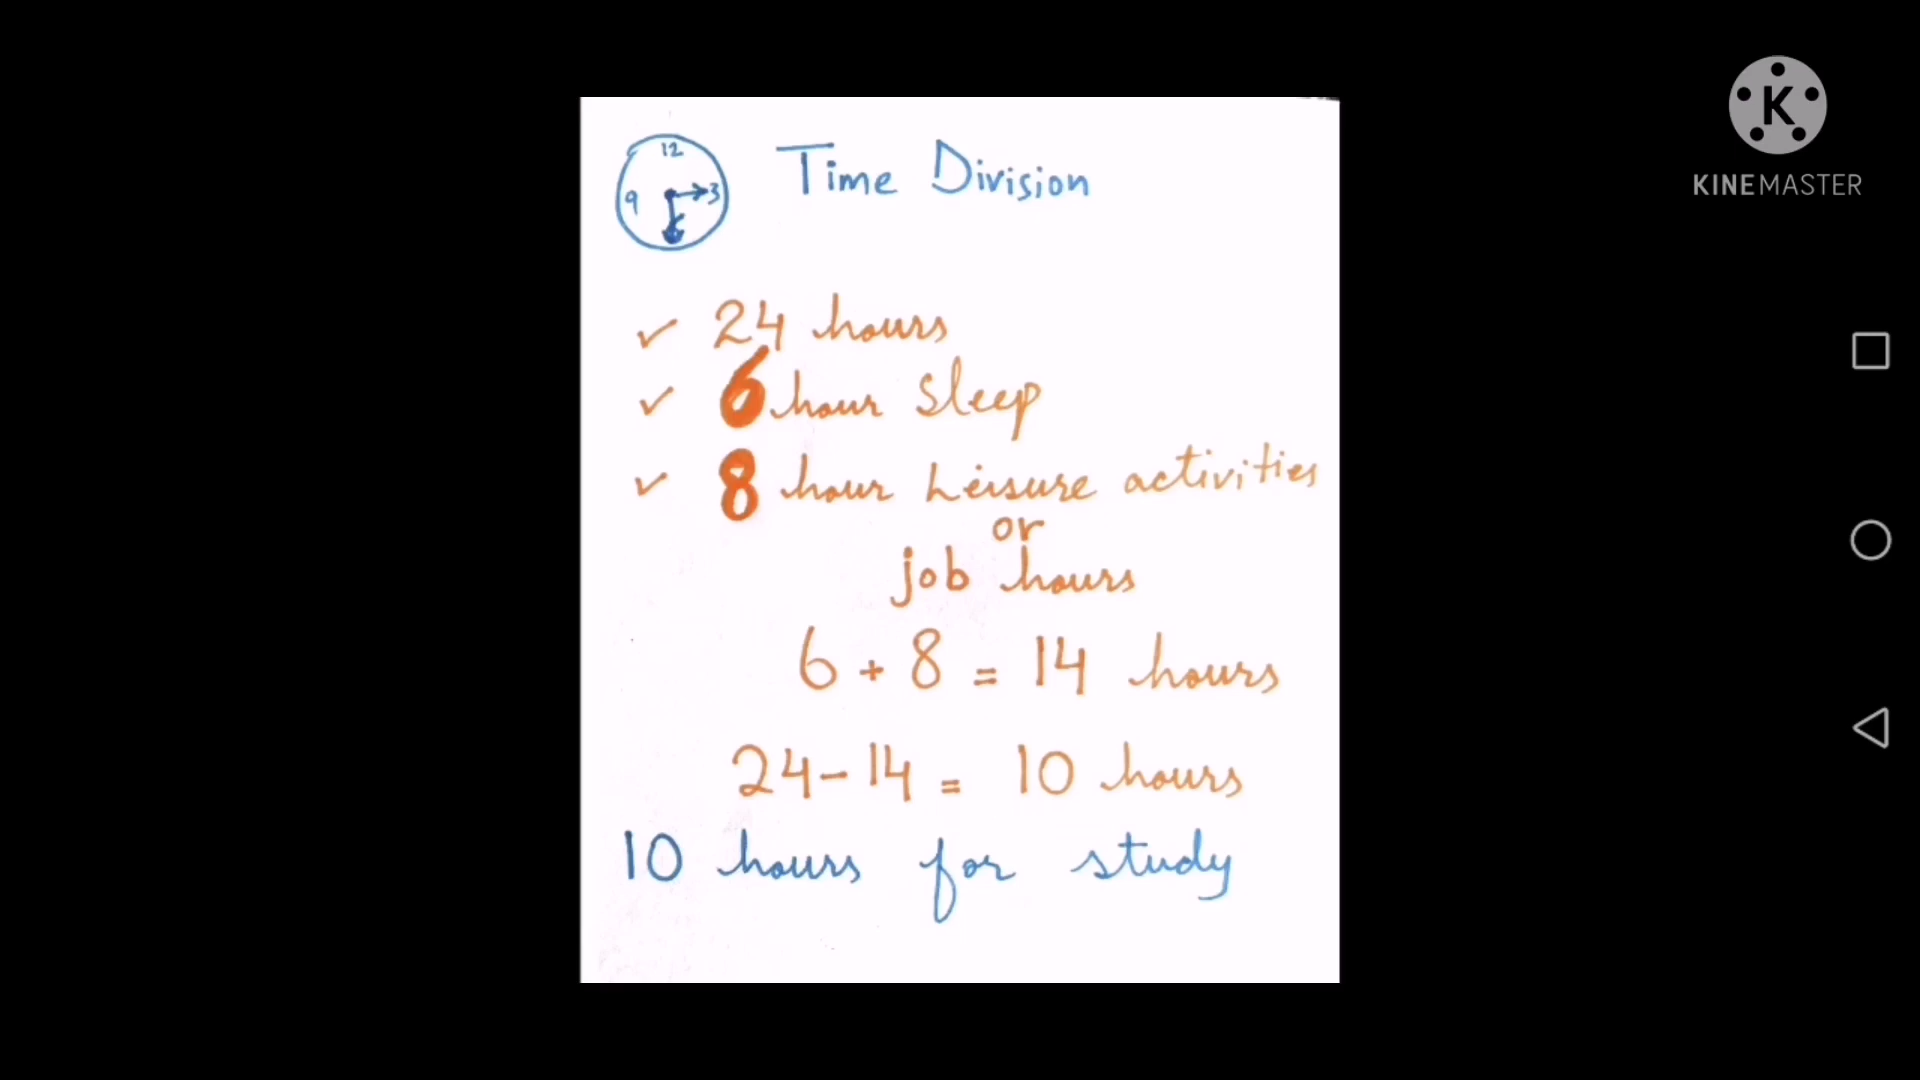 12
9
3
Time Division
✓ 24 hours
✓ 6 hour Sleep
✓ 8 hour Leisure activities
or
job hours
6 + 8 = 14 hours
24 - 14 = 10 hours
10 hours for study
K
KINEMASTER